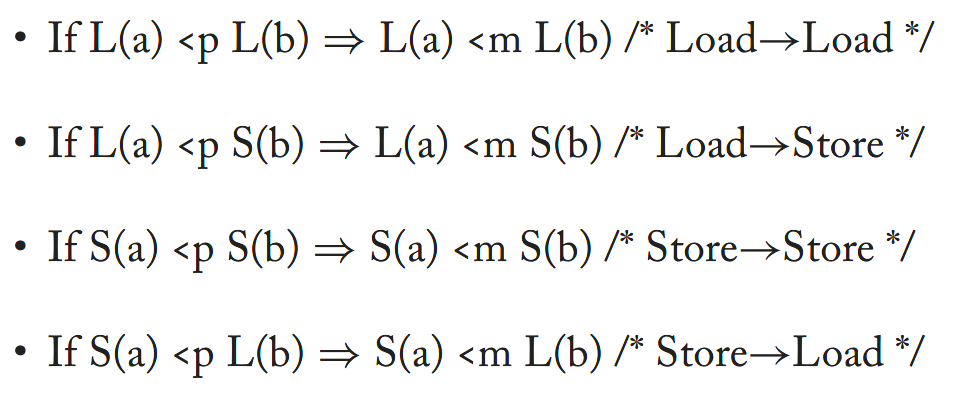 • If L(a) <p L(b) ⇒ L(a) <m L(b) /* Load→Load */
• If L(a) <p S(b) ⇒ L(a) <m S(b) /* Load→Store */
• If S(a) <p S(b) ⇒ S(a) <m S(b) /* Store→Store */
• If S(a) <p L(b) ⇒ S(a) <m L(b) /* Store→Load */